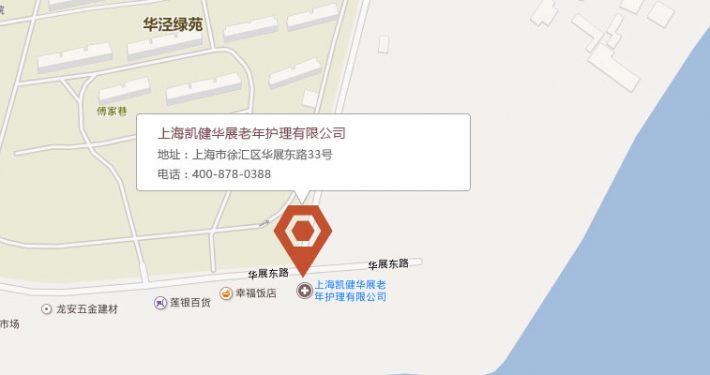 院
华泾绿苑
傅家巷
上海凯健华展老年护理有限公司
地址：上海市徐汇区华展东路33号
电话：400-878-0388
华展东路
华展东路
上海凯健华展老
年护理有限公司
幸福饭店
莲银百货
龙安五金建材
市场